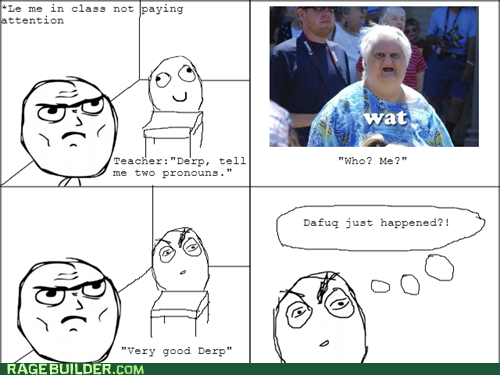 *Le me in class not paying
attention
Teacher:"Derp, tell
me two pronouns."
wat
"Who? Me?"
"Very good Derp"
Dafuq just happened?!
RAGEBUILDER.COM